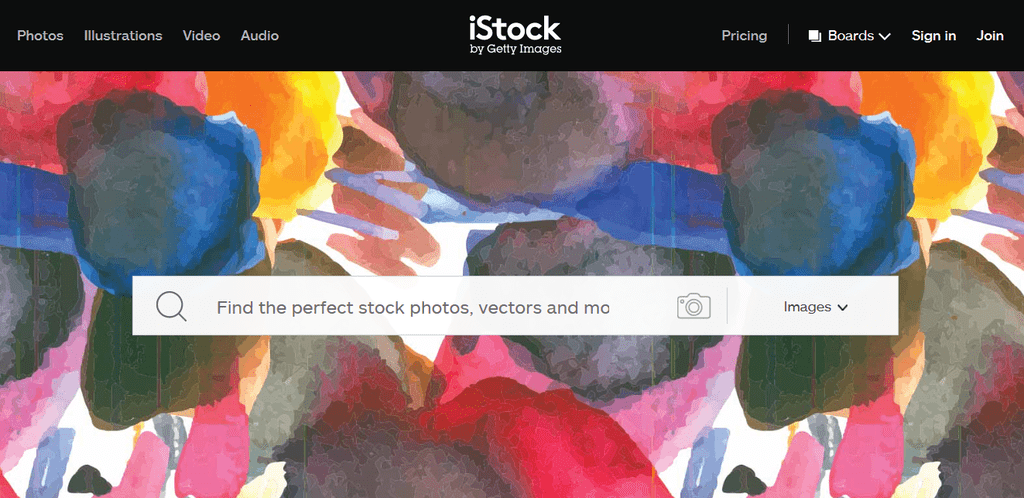 Photos Illustrations Video Audio
iStock
by Getty Images
Pricing Boards Sign in Join
Find the perfect stock photos, vectors and mo
Images